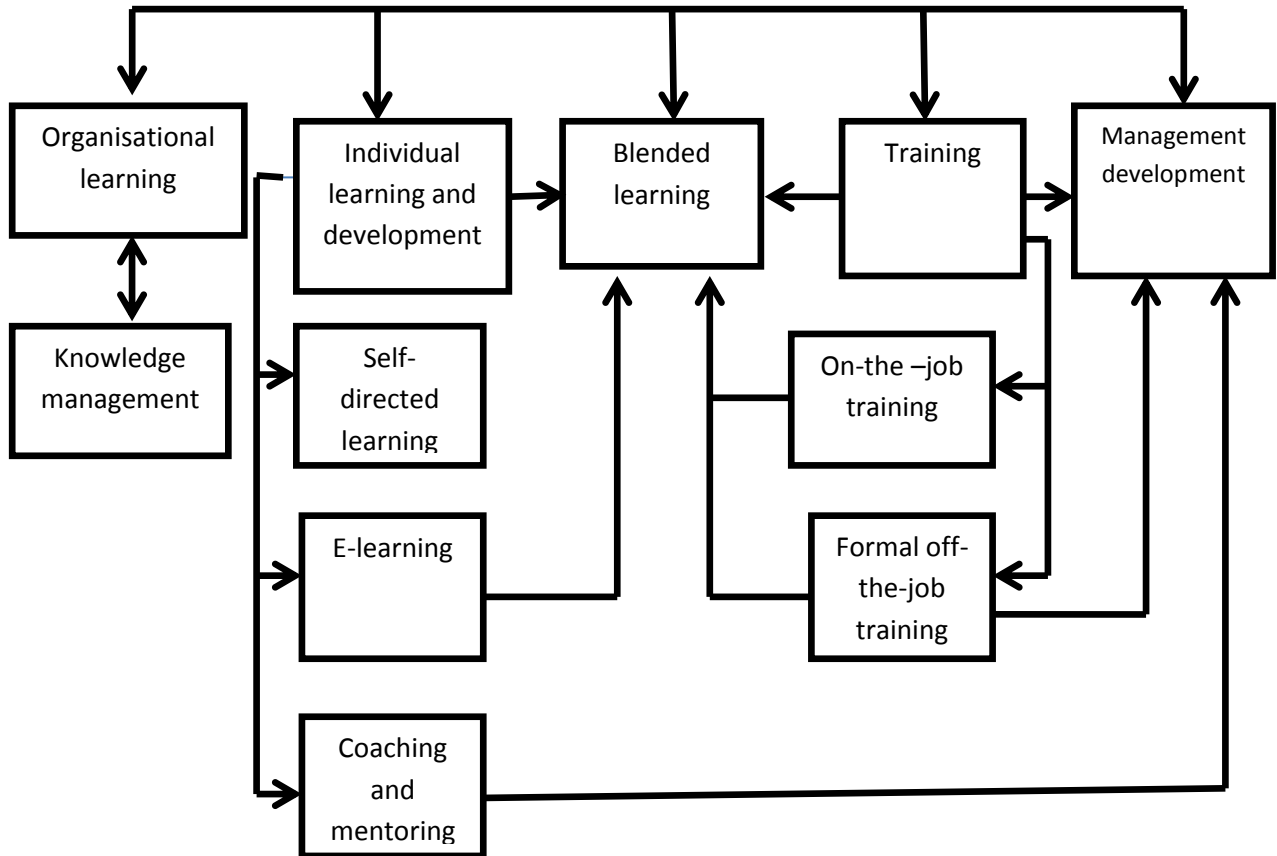 Organisational
learning
Individual
learning and
development
Blended
learning
Training
Management
development
Knowledge
management
Self-
directed
learning
On-the –job
training
E-learning
Formal off-
the-job
training
Coaching
and
mentoring